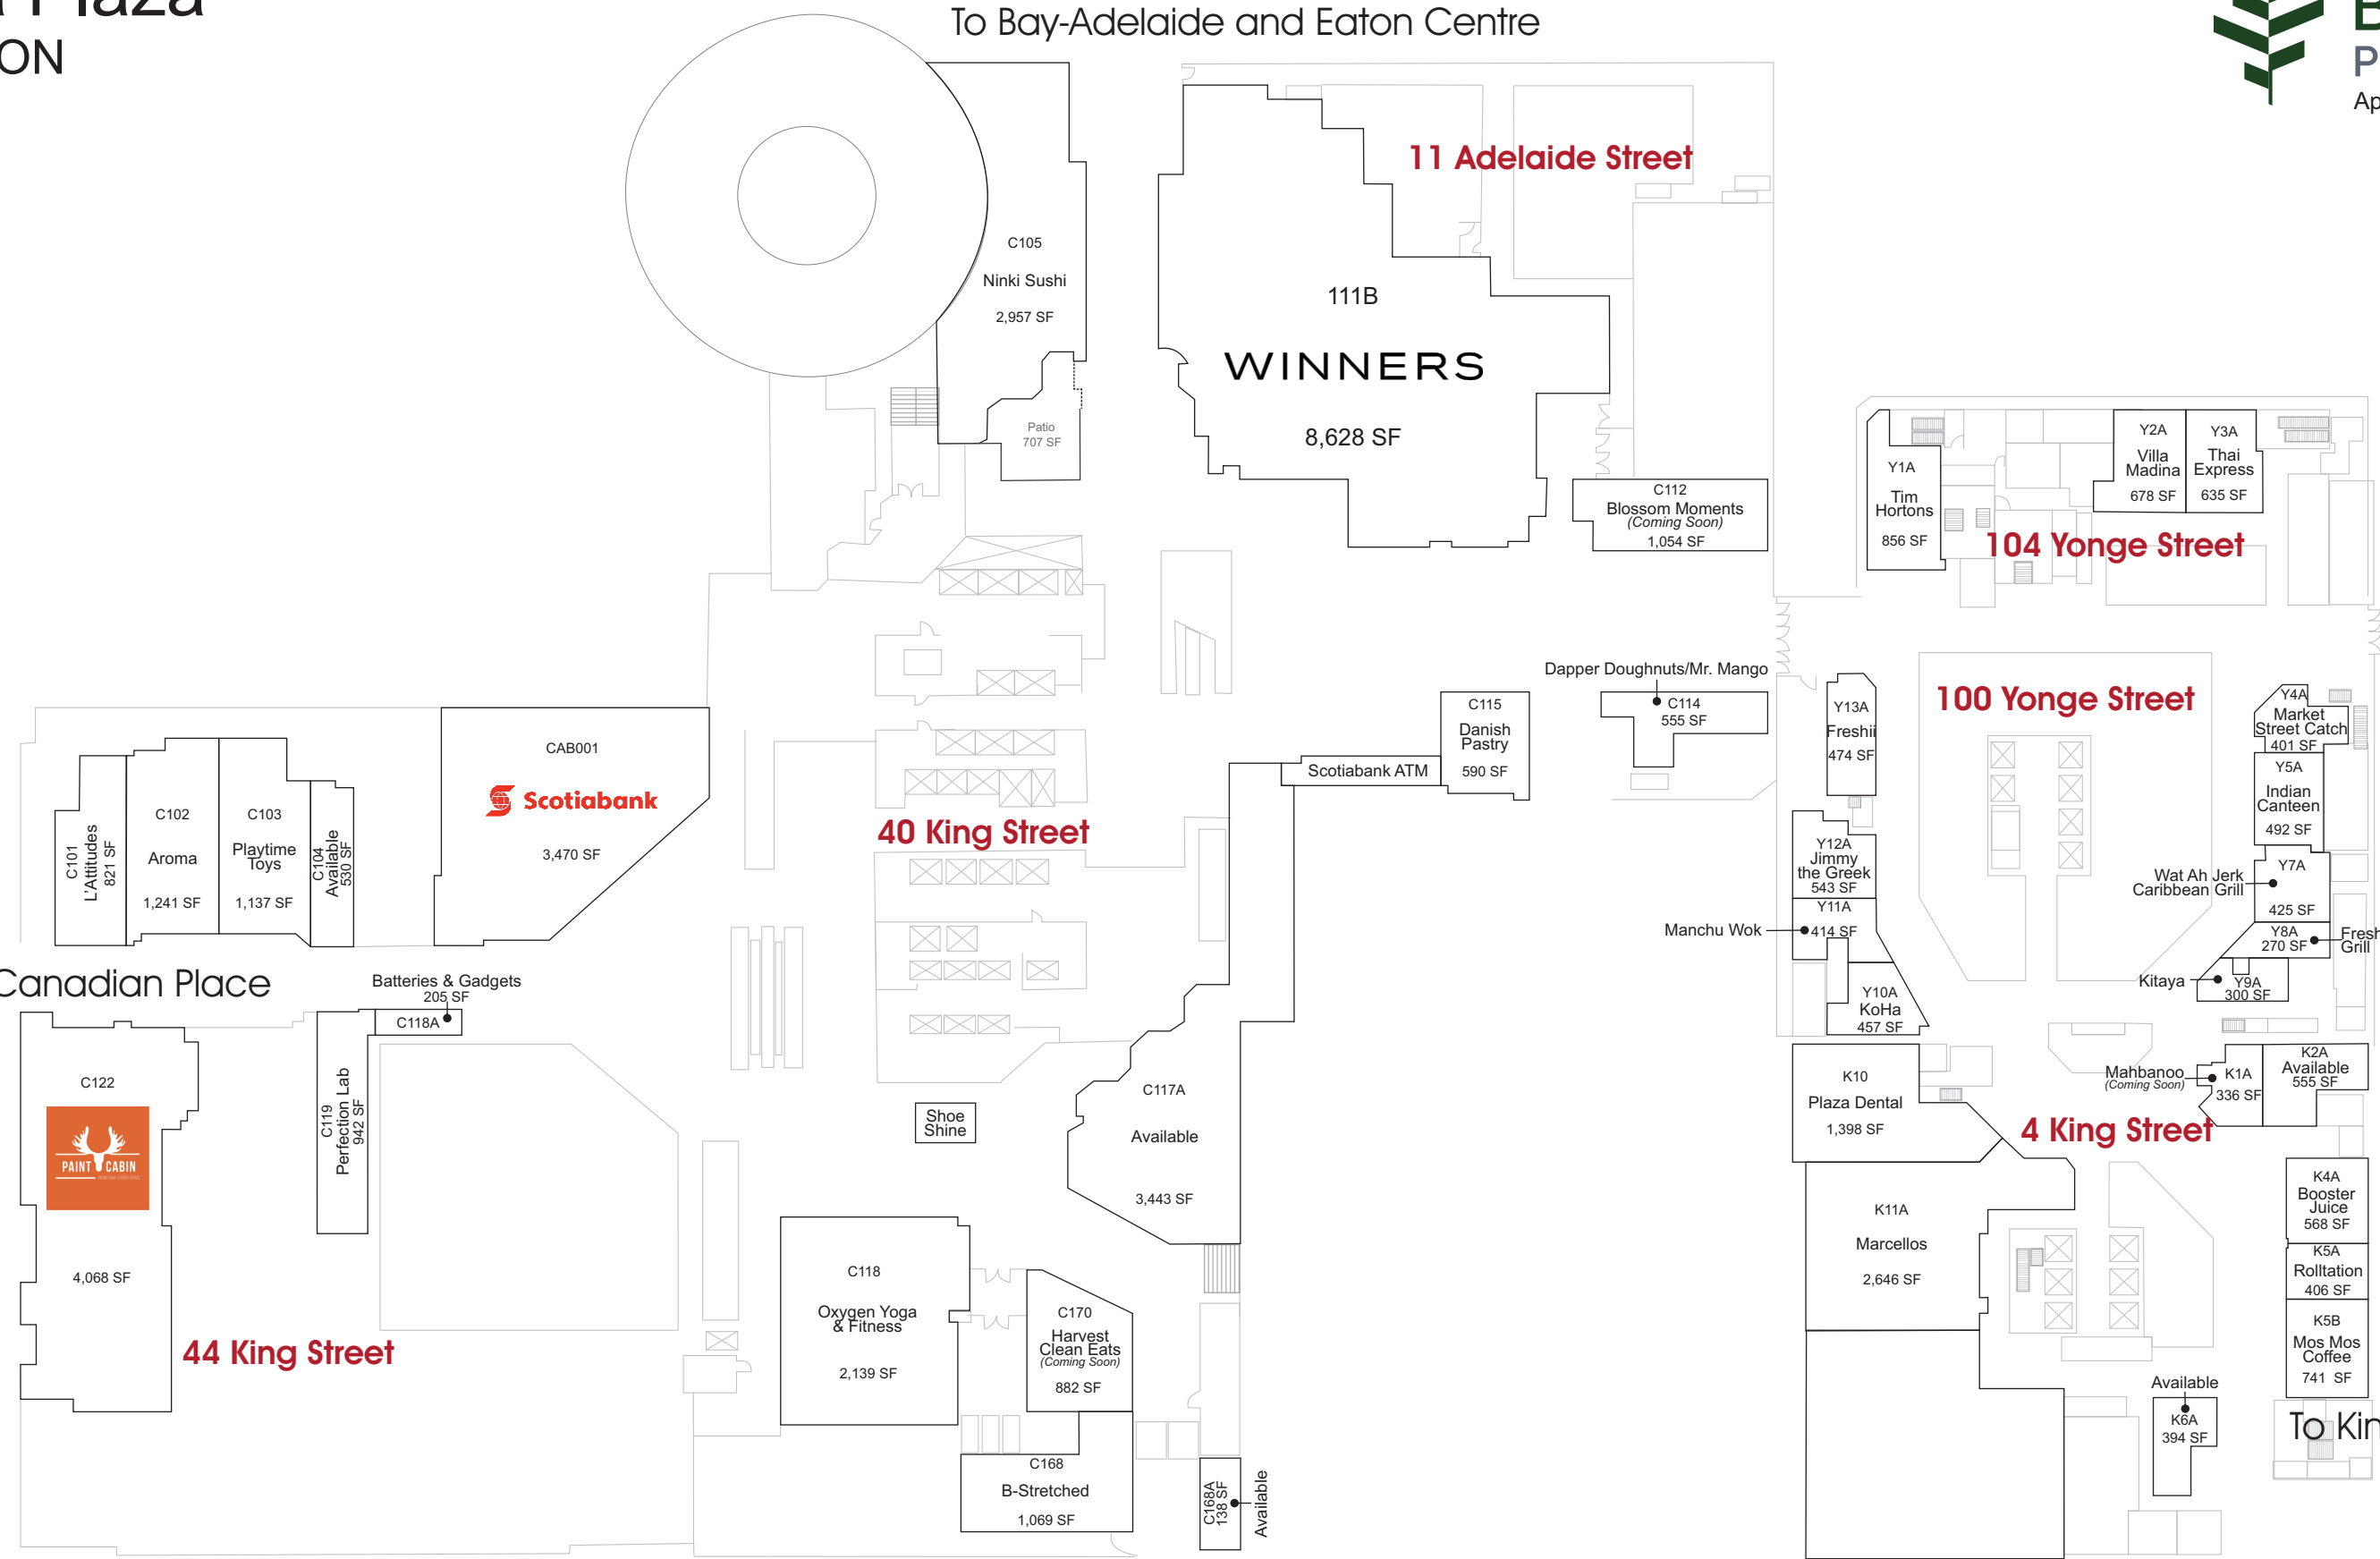 Plaza
ON
To Bay-Adelaide and Eaton Centre
11 Adelaide Street
C105
Ninki Sushi
2,957 SF
Patio
707 SF
111B
WINNERS
8,628 SF
C112
Blossom Moments
(Coming Soon)
1,054 SF
Y1A
Tim
Hortons
856 SF
Y2A
Villa
Madina
678 SF
Y3A
Thai
Express
635 SF
104 Yonge Street
C101
L'Attitudes
821 SF
C102
Aroma
1,241 SF
C103
Playtime
Toys
1,137 SF
C104
Available
530 SF
CAB001
Scotiabank
3,470 SF
40 King Street
Scotiabank ATM
C115
Danish
Pastry
590 SF
Dapper Doughnuts/Mr. Mango
C114
555 SF
Y13A
Freshii
474 SF
100 Yonge Street
Y4A
Market
Street Catch
401 SF
Y5A
Indian
Canteen
492 SF
Y12A
Jimmy
the Greek
543 SF
Y7A
Wat Ah Jerk
Caribbean Grill
425 SF
Y11A
Manchu Wok
414 SF
Y8A
270 SF
Fresh
Grill
Kitaya
Y9A
300 SF
Y10A
KoHa
457 SF
Canadian Place
Batteries & Gadgets
205 SF
C118A
C122
PAINT CABIN
4,068 SF
C119
Perfection Lab
942 SF
44 King Street
Shoe
Shine
C117A
Available
3,443 SF
C118
Oxygen Yoga
& Fitness
2,139 SF
C170
Harvest
Clean Eats
(Coming Soon)
882 SF
C168
B-Stretched
1,069 SF
C168A
138 SF
Available
K10
Plaza Dental
1,398 SF
Mahbanoo
(Coming Soon)
K1A
336 SF
K2A
Available
555 SF
4 King Street
K11A
Marcellos
2,646 SF
K4A
Booster
Juice
568 SF
K5A
Rolltation
406 SF
K5B
Mos Mos
Coffee
741 SF
Available
K6A
394 SF
To Kin